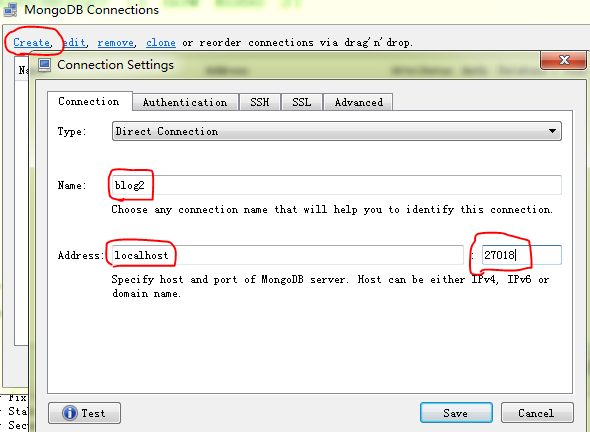 MongoDB Connections
Create, edit, remove, clone or reorder connections via drag'n'drop.
Connection Settings
Connection Authentication SSH SSL Advanced
Type: Direct Connection
Name: blog2
Choose any connection name that will help you to identify this connection.
Address: localhost : 27018
Specify host and port of MongoDB server. Host can be either IPv4, IPv6 or
domain name.
Test Save Cancel